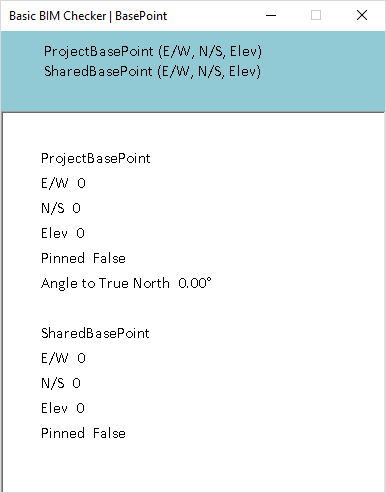 Basic BIM Checker | BasePoint
ProjectBasePoint (E/W, N/S, Elev)
SharedBasePoint (E/W, N/S, Elev)
ProjectBasePoint
E/W 0
N/S 0
Elev 0
Pinned False
Angle to True North 0.00°
SharedBasePoint
E/W 0
N/S 0
Elev 0
Pinned False